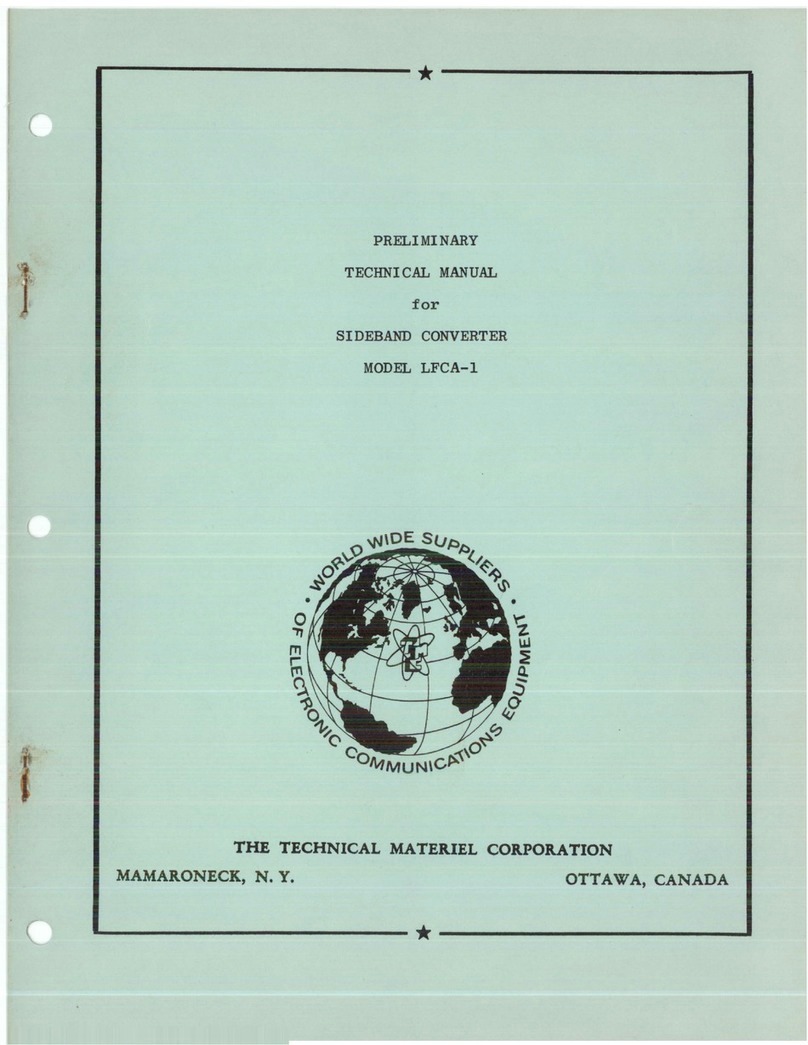 PRELIMINARY
TECHNICAL MANUAL
for
SIDEBAND CONVERTER
MODEL LFCA-1
• WORLD WIDE SUPPLIERS •
OF ELECTRONIC COMMUNICATIONS EQUIPMENT
TMC
THE TECHNICAL MATERIEL CORPORATION
MAMARONECK, N. Y.
OTTAWA, CANADA